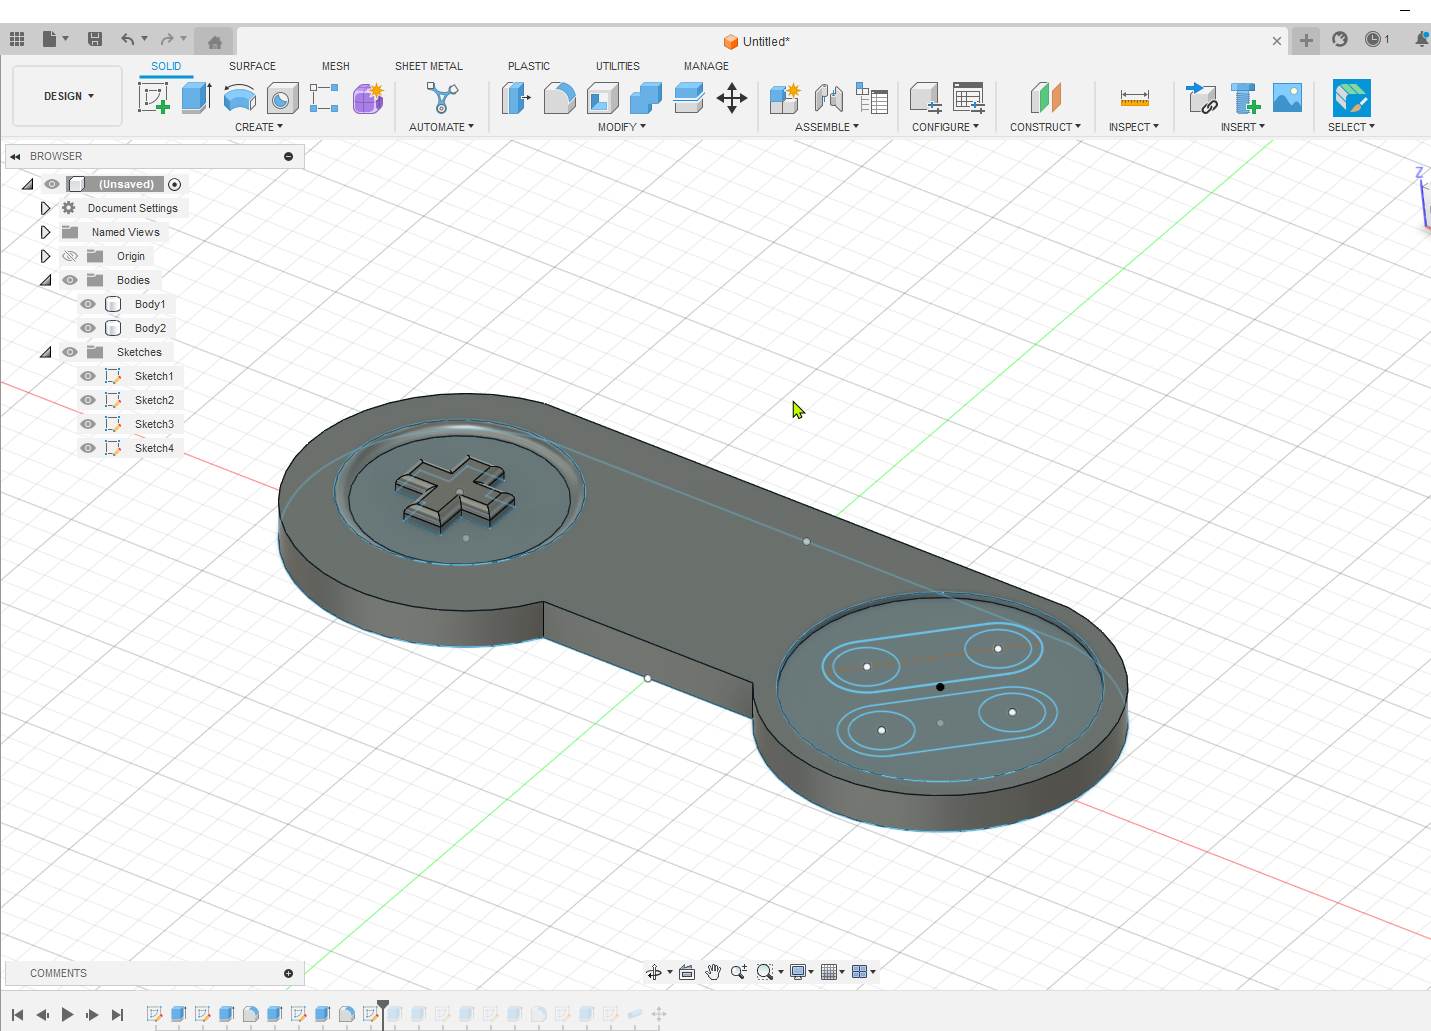 Untitled*
1
DESIGN
SOLID
SURFACE
MESH
SHEET METAL
PLASTIC
UTILITIES
MANAGE
CREATE
AUTOMATE
MODIFY
ASSEMBLE
CONFIGURE
CONSTRUCT
INSPECT
INSERT
SELECT
BROWSER
(Unsaved)
Document Settings
Named Views
Origin
Bodies
Body1
Body2
Sketches
Sketch1
Sketch2
Sketch3
Sketch4
Z
COMMENTS